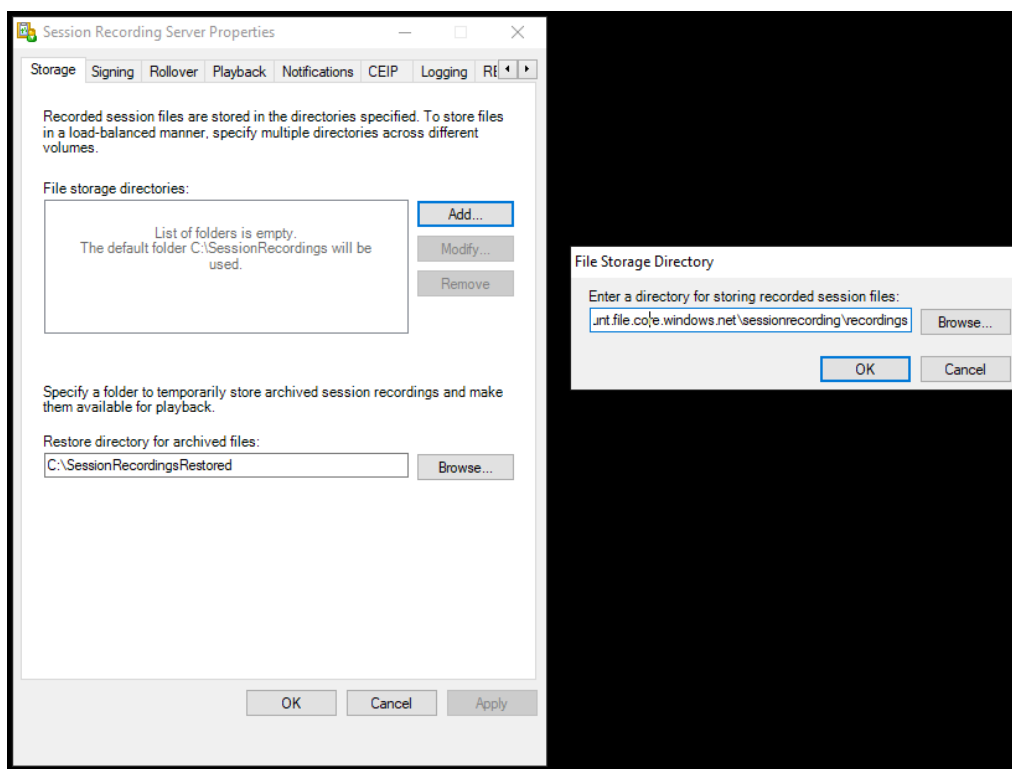 Session Recording Server Properties
Storage Signing Rollover Playback Notifications CEIP Logging
Recorded session files are stored in the directories specified. To store files
in a load-balanced manner, specify multiple directories across different
volumes.
File storage directories:
List of folders is empty.
The default folder C:\SessionRecordings will be
used.
Add...
Modify...
Remove
Specify a folder to temporarily store archived session recordings and make
them available for playback.
Restore directory for archived files:
C:\SessionRecordingsRestored
Browse...
OK Cancel Apply
File Storage Directory
Enter a directory for storing recorded session files:
unt.file.core.windows.net\sessionrecording\recordings
Browse...
OK Cancel